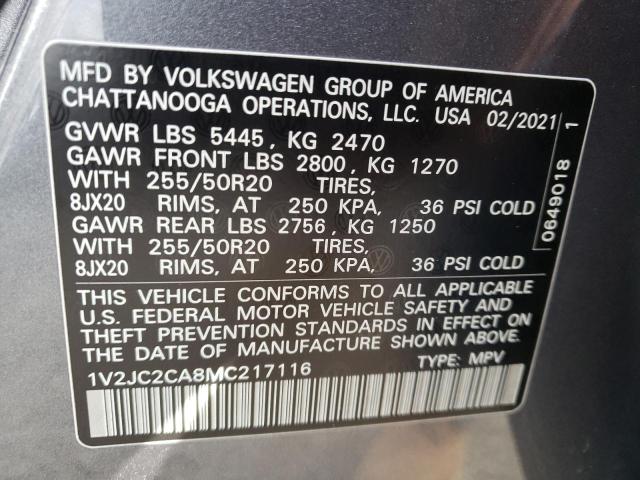 MFD BY VOLKSWAGEN GROUP OF AMERICA
CHATTANOOGA OPERATIONS, LLC. USA 02/2021
GVWR LBS 5445, KG 2470
GAWR FRONT LBS 2800, KG 1270
WITH 255/50R20 TIRES,
8JX20 RIMS, AT 250 KPA, 36 PSI COLD
GAWR REAR LBS 2756, KG 1250
WITH 255/50R20 TIRES,
8JX20 RIMS, AT 250 KPA, 36 PSI COLD
THIS VEHICLE CONFORMS TO ALL APPLICABLE
U.S. FEDERAL MOTOR VEHICLE SAFETY AND
THEFT PREVENTION STANDARDS IN EFFECT ON
THE DATE OF MANUFACTURE SHOWN ABOVE.
1V2JC2CA8MC217116 TYPE: MPV
0649018 1